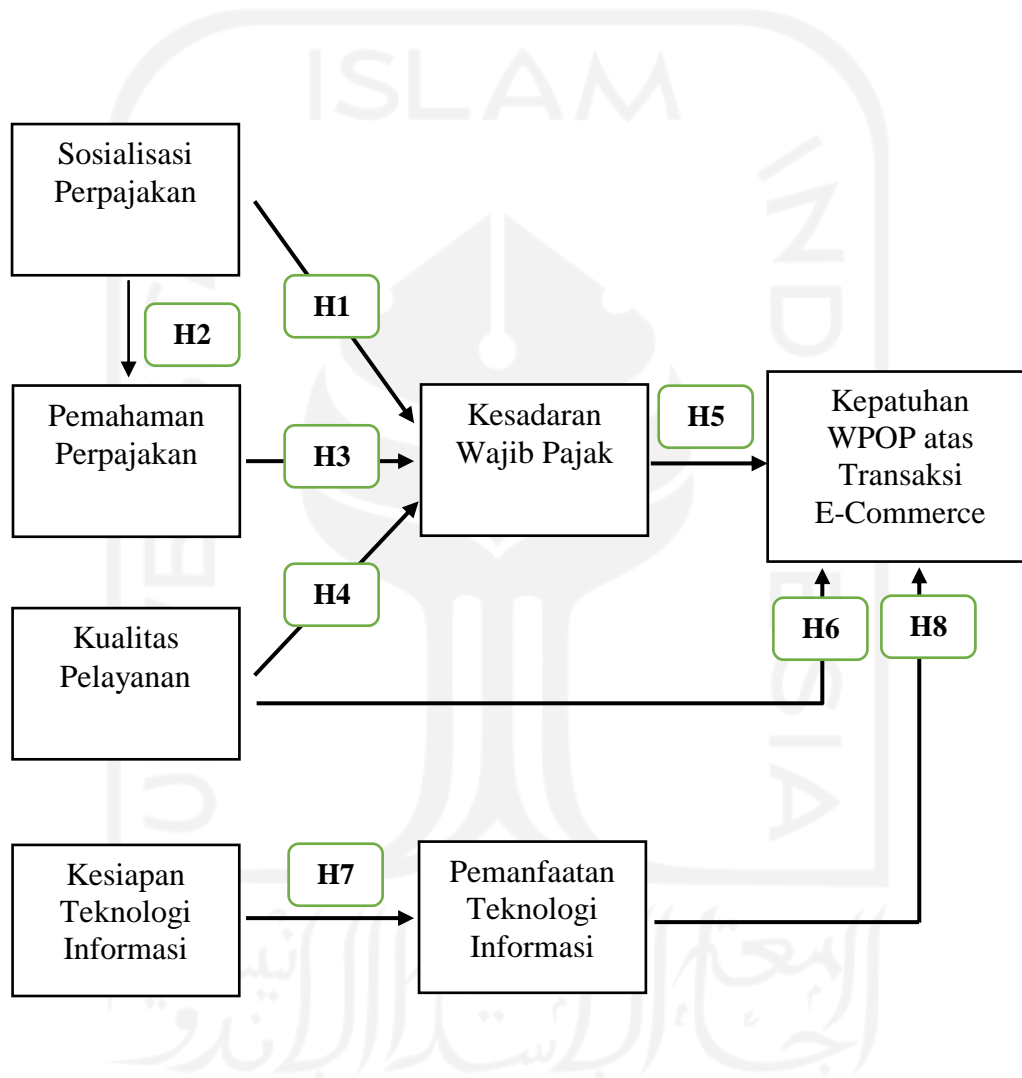 ISLAM
Sosialisasi
Perpajakan
H1
H2
Pemahaman
Perpajakan
H3
Kesadaran
Wajib Pajak
H5
Kepatuhan
WPOP atas
Transaksi
E-Commerce
H4
Kualitas
Pelayanan
H6
H8
Kesiapan
Teknologi
Informasi
H7
Pemanfaatan
Teknologi
Informasi